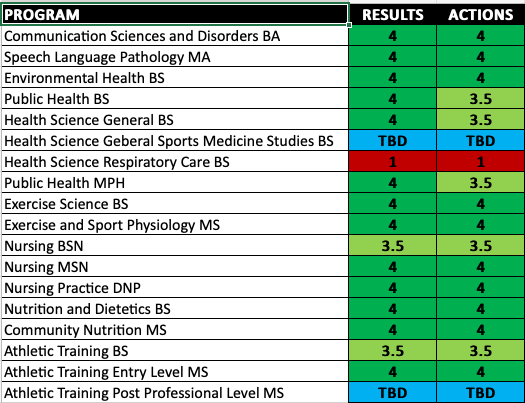 PROGRAM RESULTS ACTIONS
Communication Sciences and Disorders BA 4 4
Speech Language Pathology MA 4 4
Environmental Health BS 4 4
Public Health BS 4 3.5
Health Science General BS 4 3.5
Health Science Geberal Sports Medicine Studies BS TBD TBD
Health Science Respiratory Care BS 1 1
Public Health MPH 4 3.5
Exercise Science BS 4 4
Exercise and Sport Physiology MS 4 4
Nursing BSN 3.5 3.5
Nursing MSN 4 4
Nursing Practice DNP 4 4
Nutrition and Dietetics BS 4 4
Community Nutrition MS 4 4
Athletic Training BS 3.5 3.5
Athletic Training Entry Level MS 4 4
Athletic Training Post Professional Level MS TBD TBD